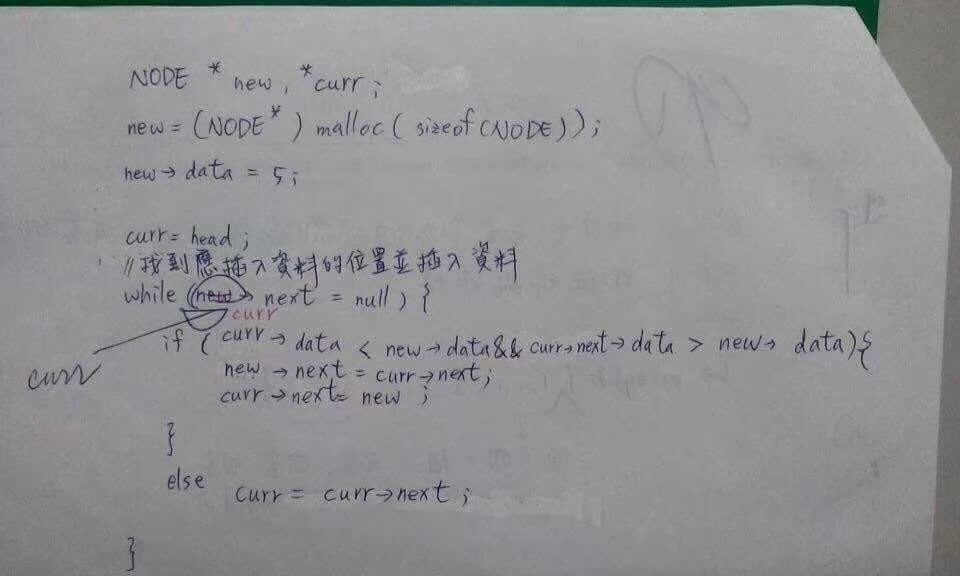 NODE * new, *curr;
new = (NODE*) malloc( sizeof(NODE));
new→data = 5;
curr = head;
//找到應插入資料的位置並插入資料
while (new→ next = null) {
curr
if ( curr→data < new→data && curr→next→data > new→ data){
curr
new →next = curr→next;
curr→next= new ;
}
else
curr = curr→next ;
}